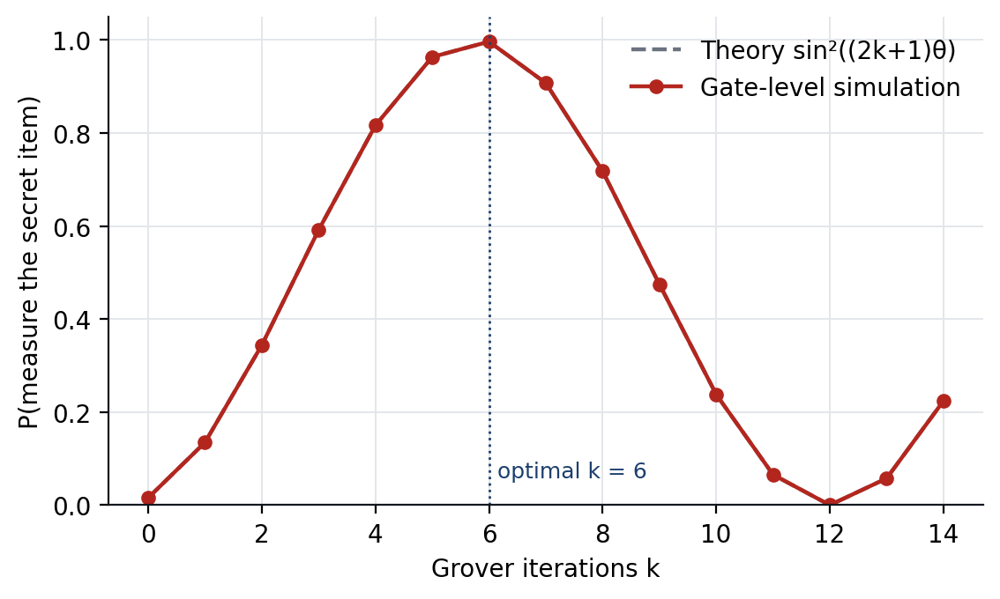 Theory sin²((2k+1)θ)
Gate-level simulation
optimal k = 6
P(measure the secret item)
1.0
0.8
0.6
0.4
0.2
0.0
0 2 4 6 8 10 12 14
Grover iterations k